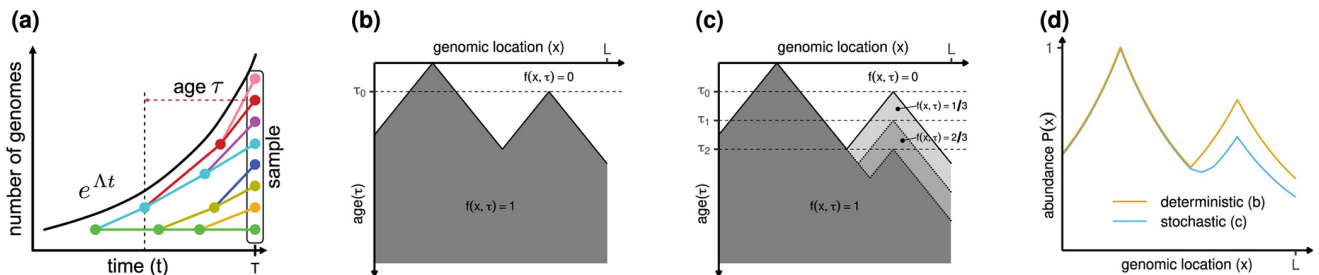 (a)
number of genomes
age τ
e^Λt
sample
time (t)
T
(b)
genomic location (x)
L
f(x, τ) = 0
τ₀
age(τ)
f(x, τ) = 1
(c)
genomic location (x)
L
f(x, τ) = 0
τ₀
f(x, τ) = 1/3
τ₁
f(x, τ) = 2/3
τ₂
age(τ)
f(x, τ) = 1
(d)
1
abundance P(x)
deterministic (b)
stochastic (c)
L
genomic location (x)